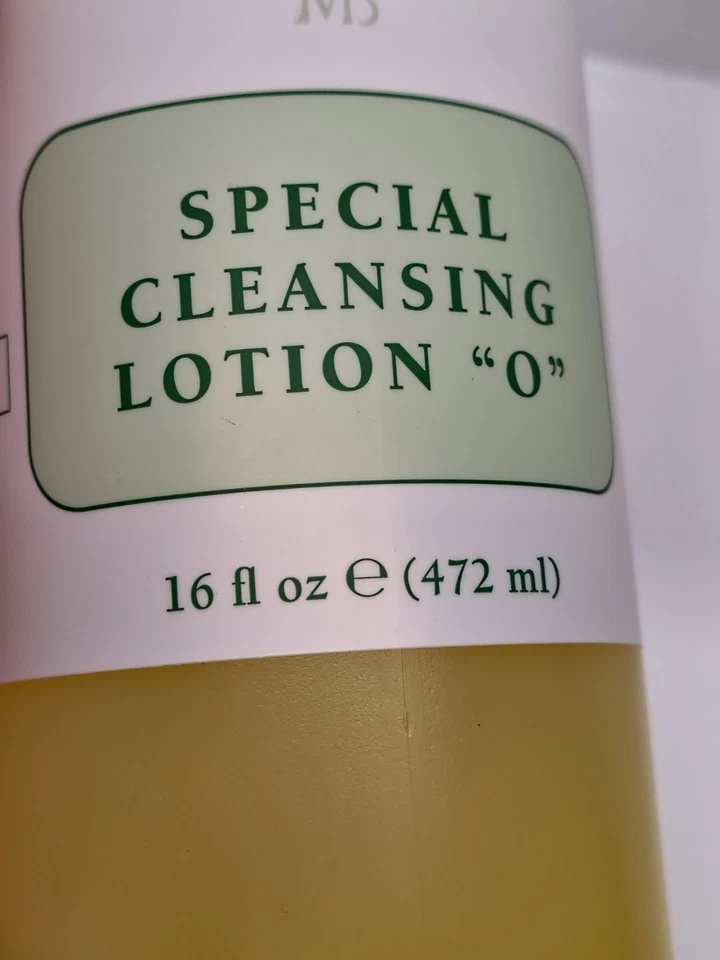 SPECIAL
CLEANSING
LOTION “O”
16 fl oz ℮ (472 ml)